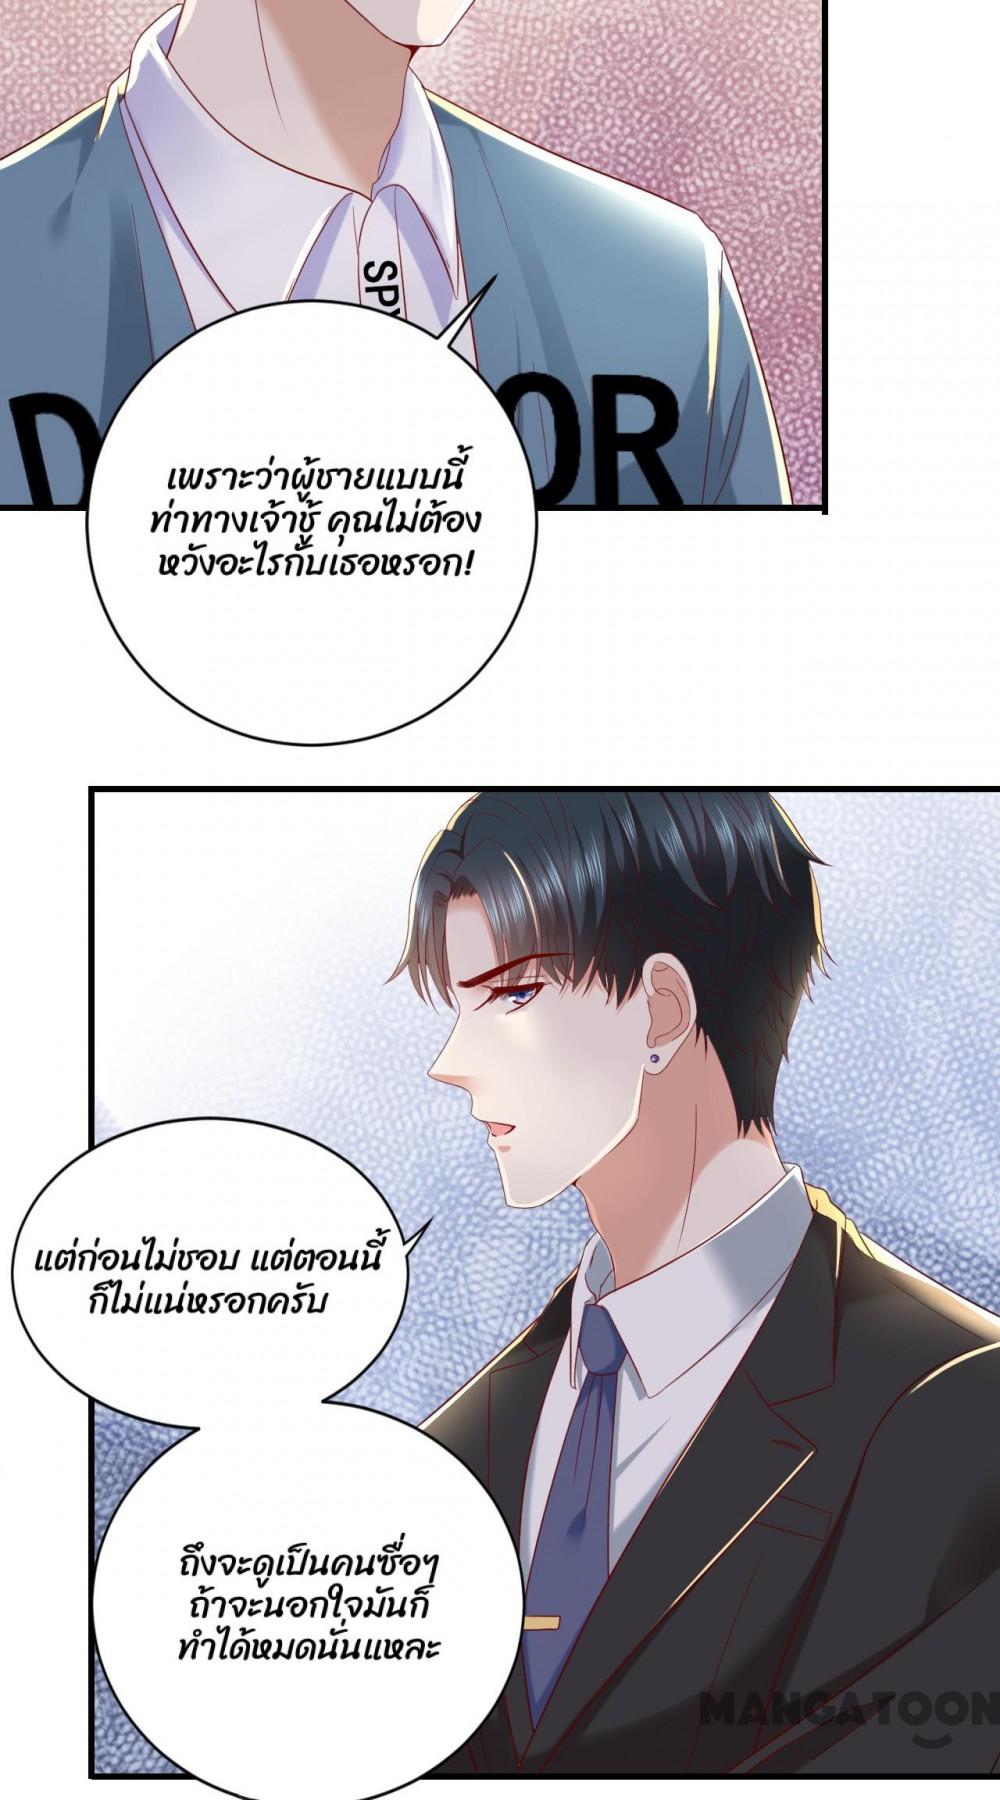 SPY
D OR
เพราะว่าผู้ชายแบบนี้
ท่าทางเจ้าชู้ คุณไม่ต้อง
หวังอะไรกับเธอหรอก!
แต่ก่อนไม่ชอบ แต่ตอนนี้
ก็ไม่แน่หรอกครับ
ถึงจะดูเป็นคนซื่อๆ
ถ้าจะนอกใจมันก็
ทำได้หมดนั่นแหละ
MANGATOON